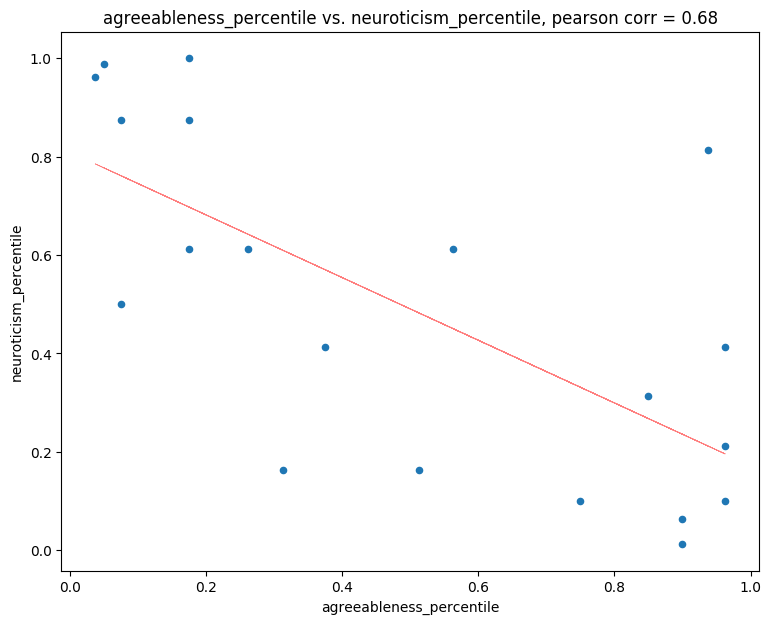 agreeableness_percentile vs. neuroticism_percentile, pearson corr = 0.68
1.0
0.8
0.6
0.4
0.2
0.0
neuroticism_percentile
0.0 0.2 0.4 0.6 0.8 1.0
agreeableness_percentile